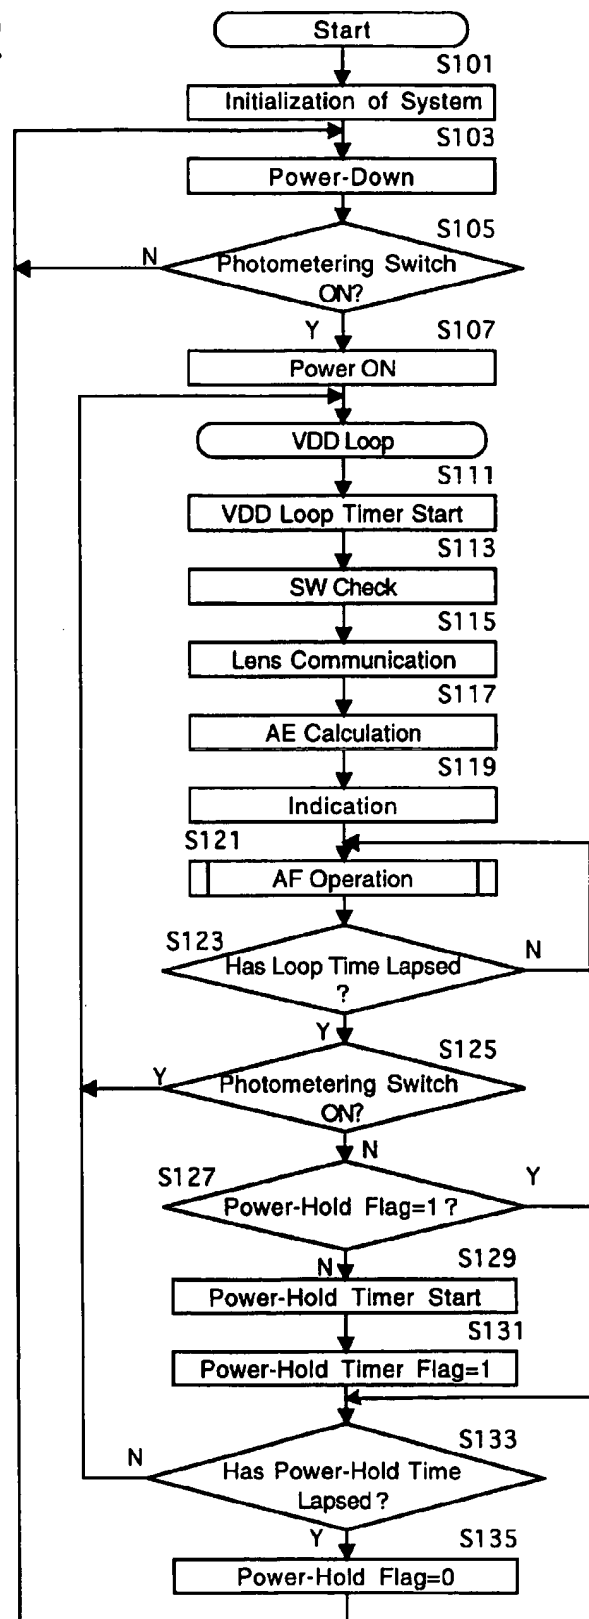 Start
S101
Initialization of System
S103
Power-Down
S105
N
Photometering Switch
ON?
Y
S107
Power ON
VDD Loop
S111
VDD Loop Timer Start
S113
SW Check
S115
Lens Communication
S117
AE Calculation
S119
Indication
S121
AF Operation
S123
N
Has Loop Time Lapsed
?
Y
S125
Y
Photometering Switch
ON?
N
S127
Y
Power-Hold Flag=1?
N
S129
Power-Hold Timer Start
S131
Power-Hold Timer Flag=1
S133
N
Has Power-Hold Time
Lapsed?
Y
S135
Power-Hold Flag=0